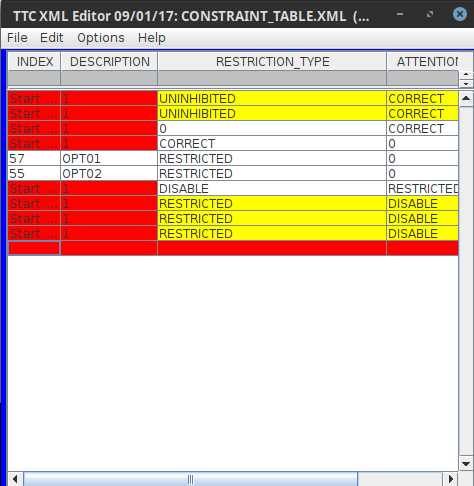 TTC XML Editor 09/01/17: CONSTRAINT_TABLE.XML (...
File Edit Options Help
INDEX DESCRIPTION RESTRICTION_TYPE ATTENTION
Start ... 1 UNINHIBITED CORRECT
Start ... 1 UNINHIBITED CORRECT
Start ... 1 0 CORRECT
Start ... 1 CORRECT 0
57 OPT01 RESTRICTED 0
55 OPT02 RESTRICTED 0
Start ... 1 DISABLE RESTRICTED
Start ... 1 RESTRICTED DISABLE
Start ... 1 RESTRICTED DISABLE
Start ... 1 RESTRICTED DISABLE